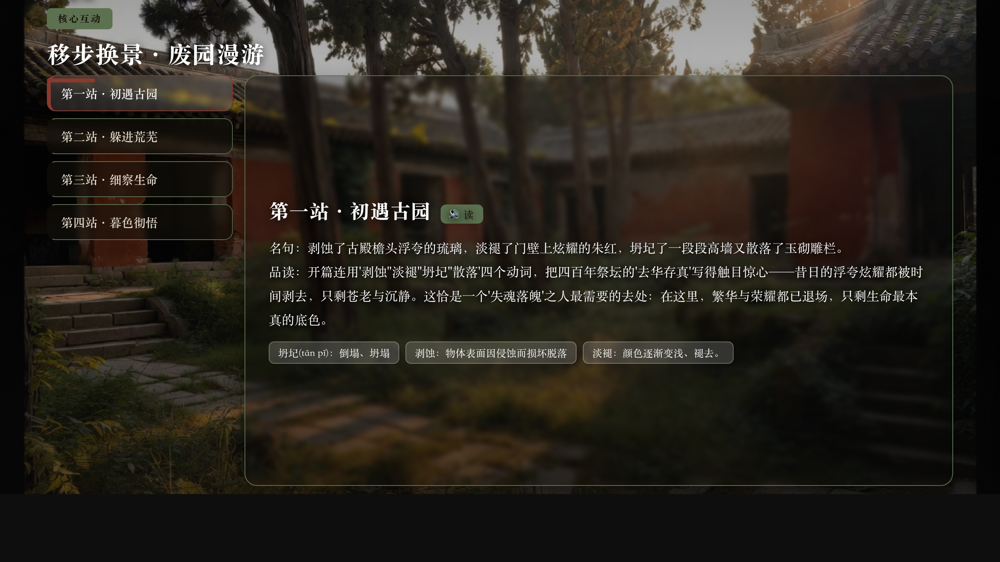 核心互动
移步换景 · 废园漫游
第一站 · 初遇古园
第二站 · 躲进荒芜
第三站 · 细察生命
第四站 · 暮色彻悟
第一站 · 初遇古园
读
名句：剥蚀了古殿檐头浮夸的琉璃，淡褪了门壁上炫耀的朱红，坍圮了一段段高墙又散落了玉砌雕栏。
品读：开篇连用'剥蚀''淡褪''坍圮''散落'四个动词，把四百年祭坛的'去华存真'写得触目惊心——昔日的浮夸炫耀都被时
间剥去，只剩苍老与沉静。这恰是一个'失魂落魄'之人最需要的去处：在这里，繁华与荣耀都已退场，只剩生命最本
真的底色。
坍圮(tān pǐ)：倒塌、坍塌
剥蚀：物体表面因侵蚀而损坏脱落
淡褪：颜色逐渐变浅、褪去。